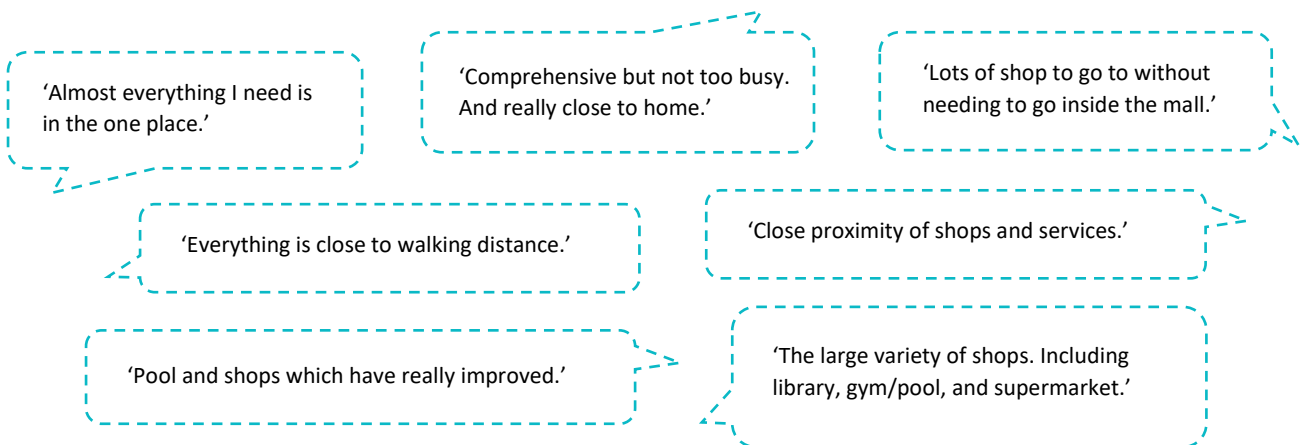 ‘Almost everything I need is
in the one place.’
‘Comprehensive but not too busy.
And really close to home.’
‘Lots of shop to go to without
needing to go inside the mall.’
‘Everything is close to walking distance.’
‘Close proximity of shops and services.’
‘Pool and shops which have really improved.’
‘The large variety of shops. Including
library, gym/pool, and supermarket.’